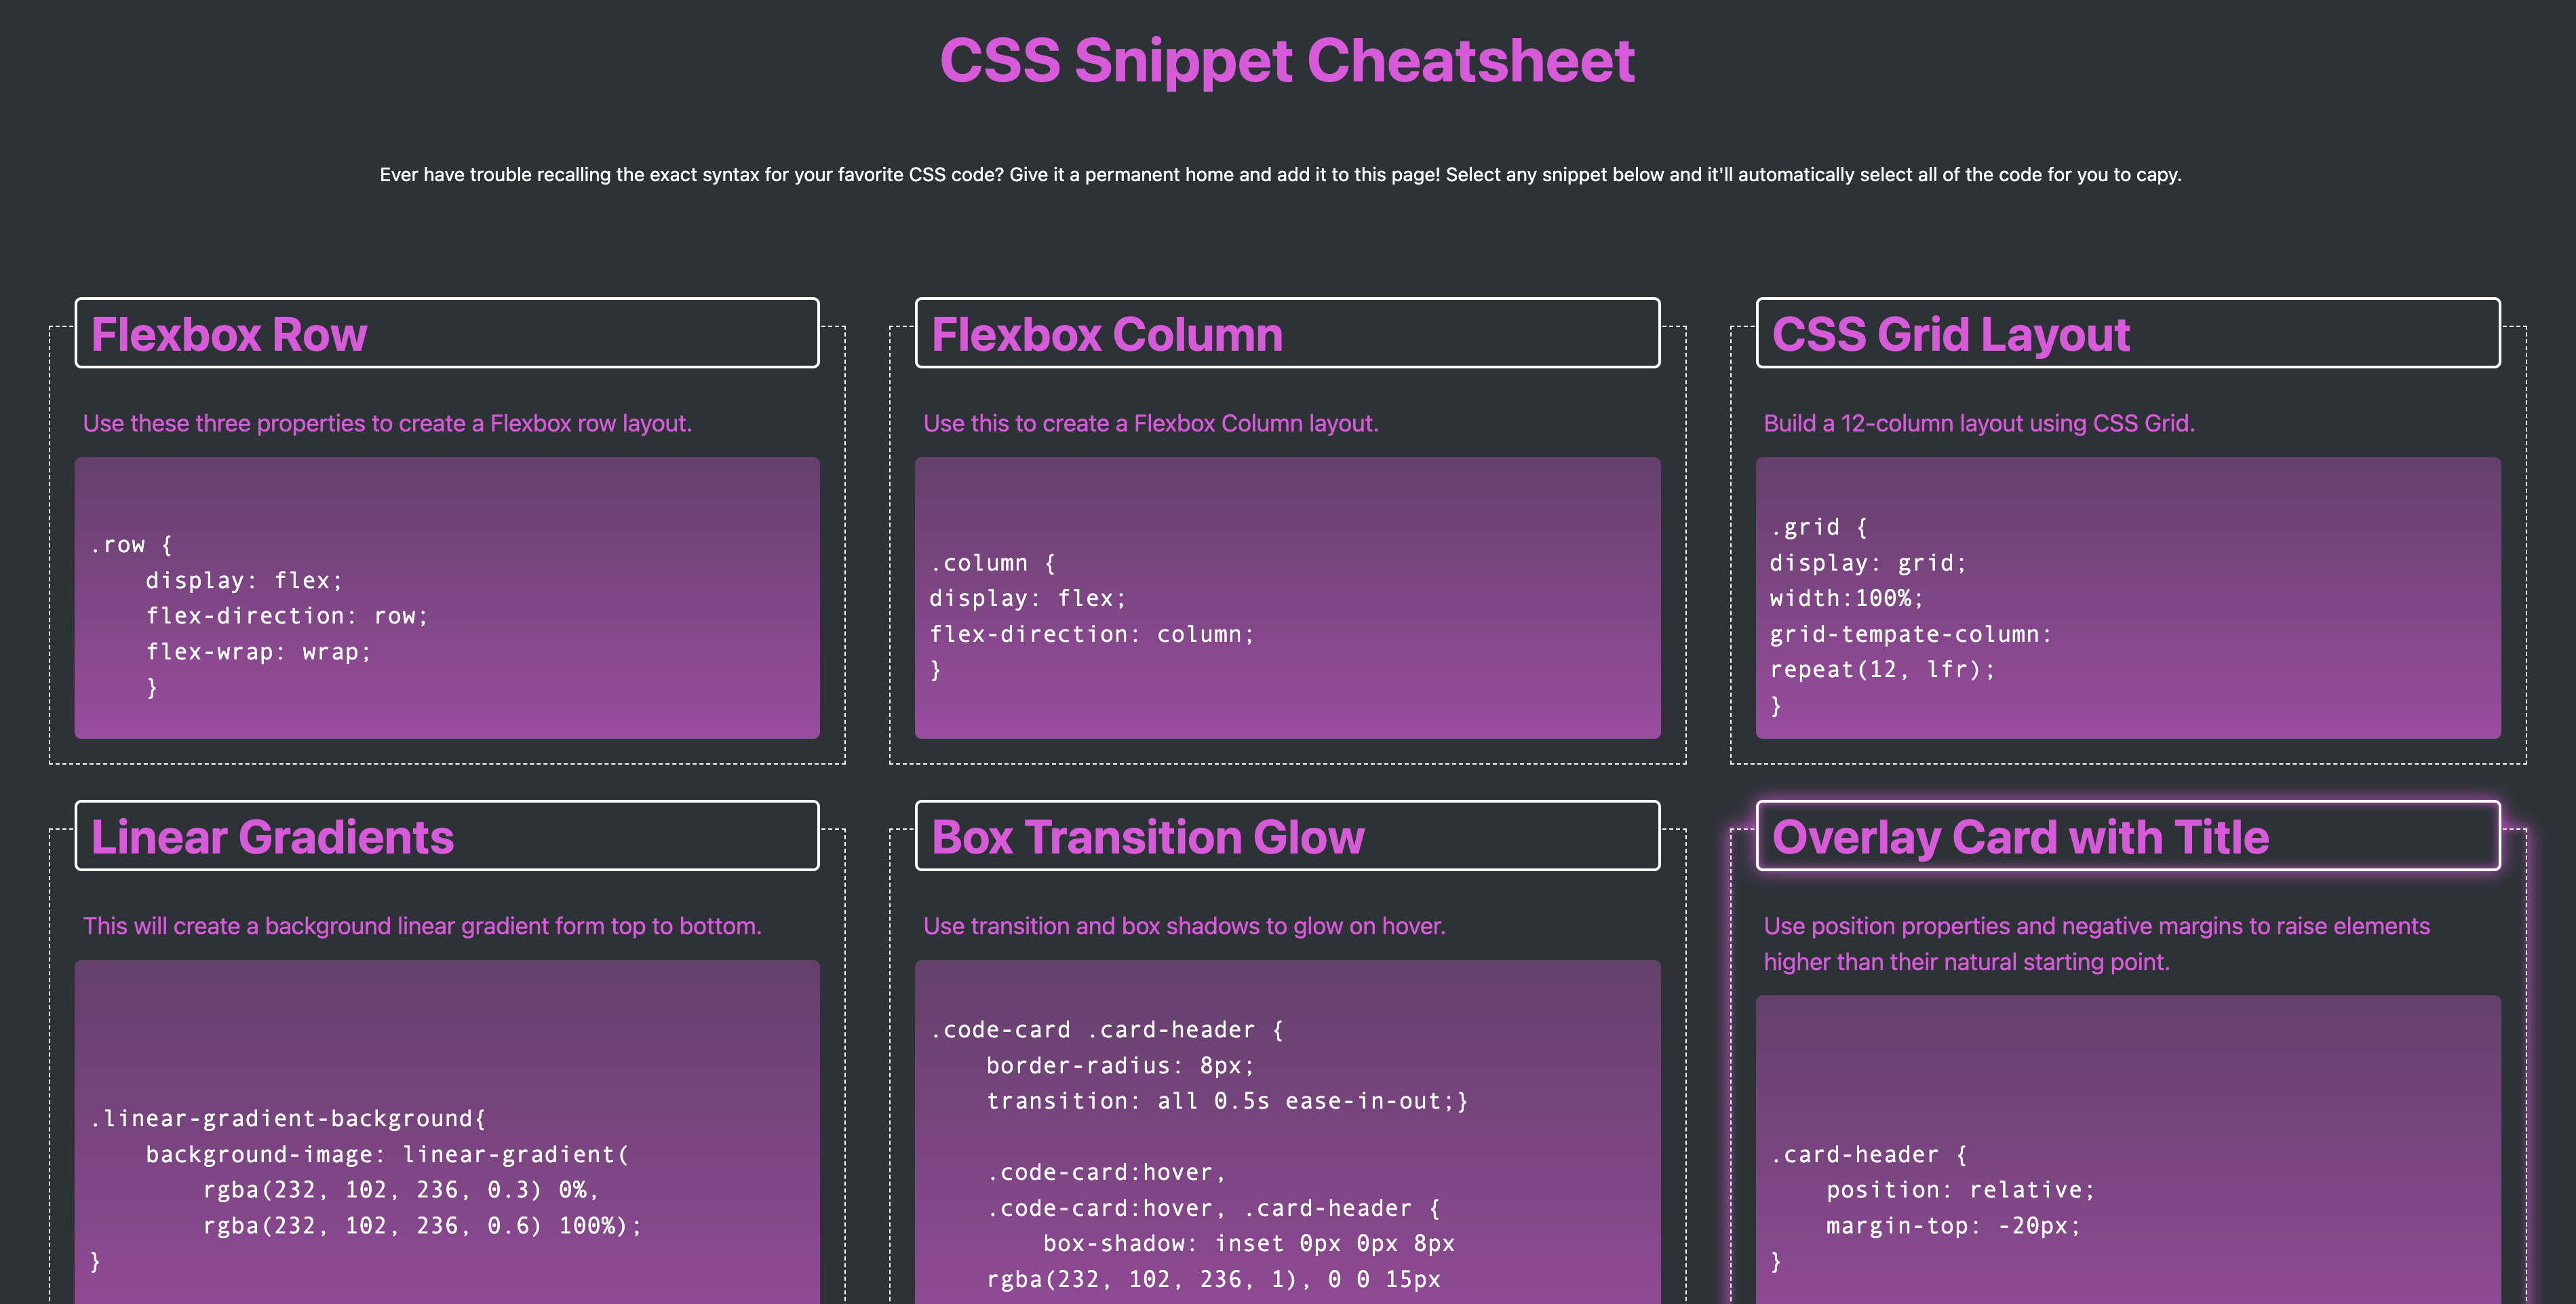 CSS Snippet Cheatsheet
Ever have trouble recalling the exact syntax for your favorite CSS code? Give it a permanent home and add it to this page! Select any snippet below and it'll automatically select all of the code for you to capy.
Flexbox Row
Use these three properties to create a Flexbox row layout.
.row {
    display: flex;
    flex-direction: row;
    flex-wrap: wrap;
    }
Flexbox Column
Use this to create a Flexbox Column layout.
.column {
display: flex;
flex-direction: column;
}
CSS Grid Layout
Build a 12-column layout using CSS Grid.
.grid {
display: grid;
width:100%;
grid-tempate-column:
repeat(12, lfr);
}
Linear Gradients
This will create a background linear gradient form top to bottom.
.linear-gradient-background{
    background-image: linear-gradient(
        rgba(232, 102, 236, 0.3) 0%,
        rgba(232, 102, 236, 0.6) 100%);
}
Box Transition Glow
Use transition and box shadows to glow on hover.
.code-card .card-header {
    border-radius: 8px;
    transition: all 0.5s ease-in-out;}
    .code-card:hover,
    .code-card:hover, .card-header {
        box-shadow: inset 0px 0px 8px
    rgba(232, 102, 236, 1), 0 0 15px
Overlay Card with Title
Use position properties and negative margins to raise elements
higher than their natural starting point.
.card-header {
    position: relative;
    margin-top: -20px;
}